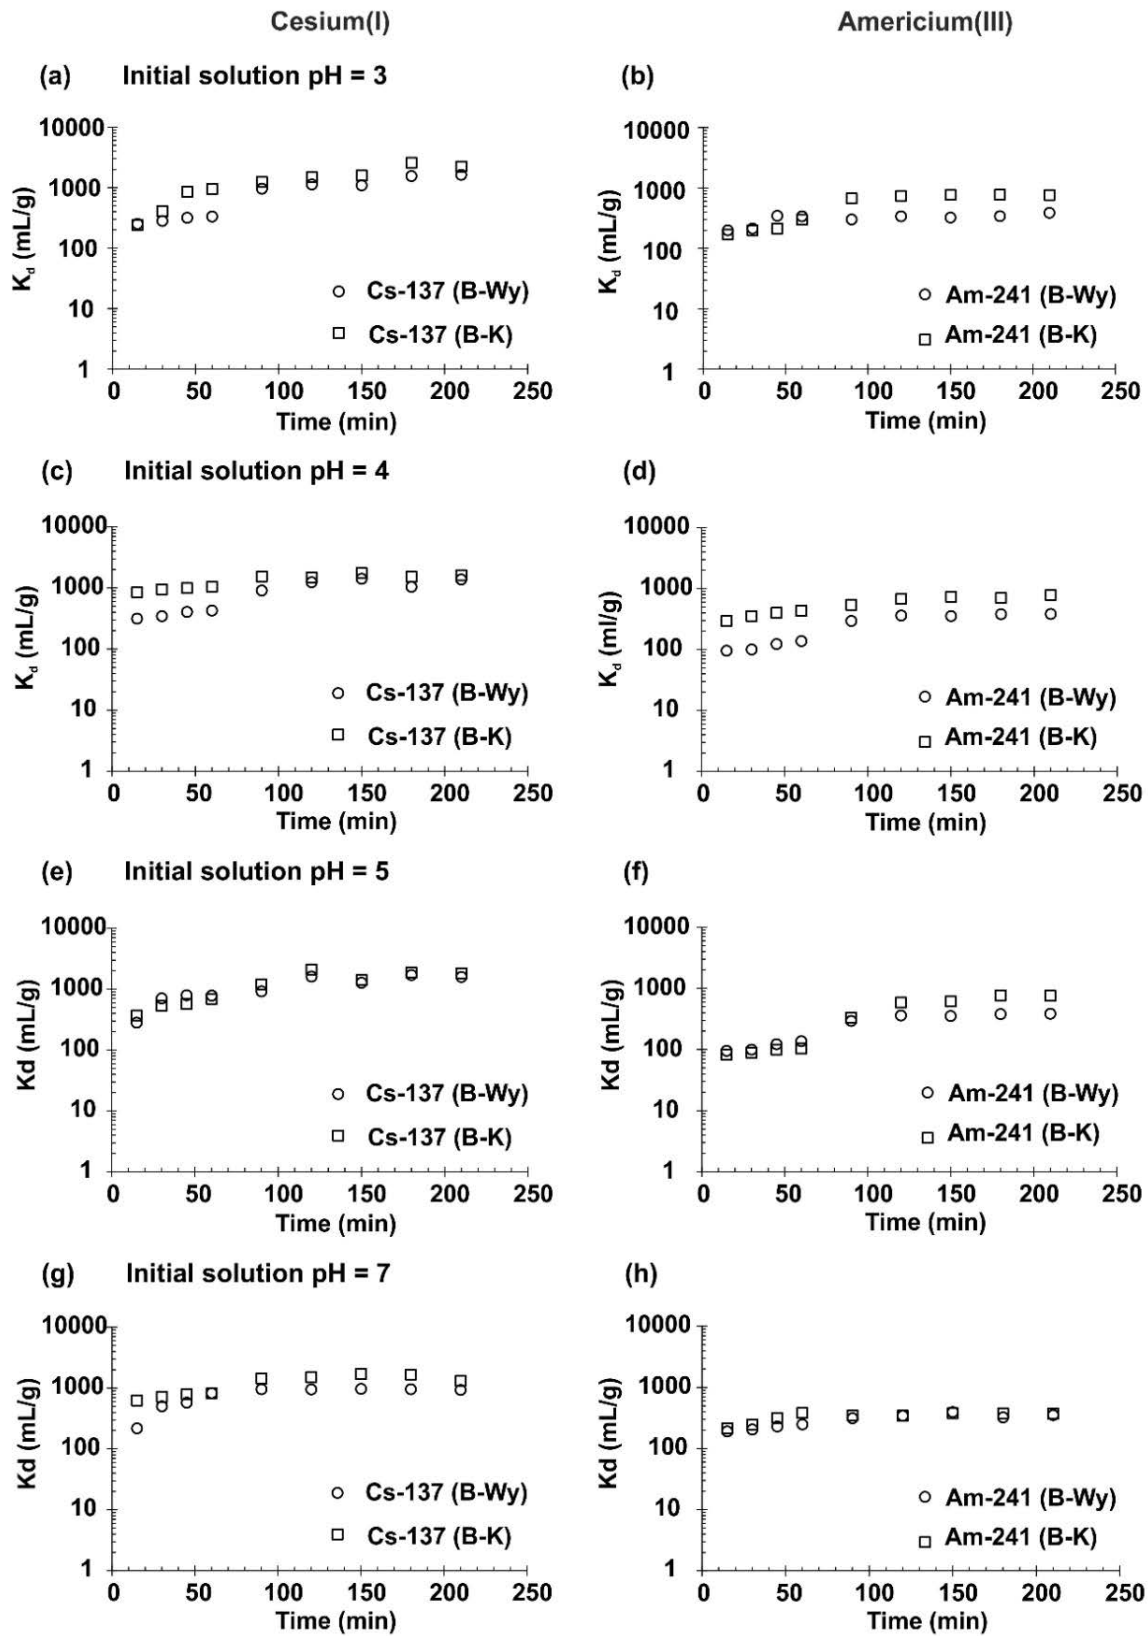 Cesium(I)
Americium(III)
(a) Initial solution pH = 3
10000
1000
100
10
1
K_d (mL/g)
Cs-137 (B-Wy)
Cs-137 (B-K)
0 50 100 150 200 250
Time (min)
(b)
10000
1000
100
10
1
K_d (mL/g)
Am-241 (B-Wy)
Am-241 (B-K)
0 50 100 150 200 250
Time (min)
(c) Initial solution pH = 4
10000
1000
100
10
1
K_d (mL/g)
Cs-137 (B-Wy)
Cs-137 (B-K)
0 50 100 150 200 250
Time (min)
(d)
10000
1000
100
10
1
K_d (ml/g)
Am-241 (B-Wy)
Am-241 (B-K)
0 50 100 150 200 250
Time (min)
(e) Initial solution pH = 5
10000
1000
100
10
1
Kd (mL/g)
Cs-137 (B-Wy)
Cs-137 (B-K)
0 50 100 150 200 250
Time (min)
(f)
10000
1000
100
10
1
Kd (mL/g)
Am-241 (B-Wy)
Am-241 (B-K)
0 50 100 150 200 250
Time (min)
(g) Initial solution pH = 7
10000
1000
100
10
1
Kd (mL/g)
Cs-137 (B-Wy)
Cs-137 (B-K)
0 50 100 150 200 250
Time (min)
(h)
10000
1000
100
10
1
Kd (mL/g)
Am-241 (B-Wy)
Am-241 (B-K)
0 50 100 150 200 250
Time (min)